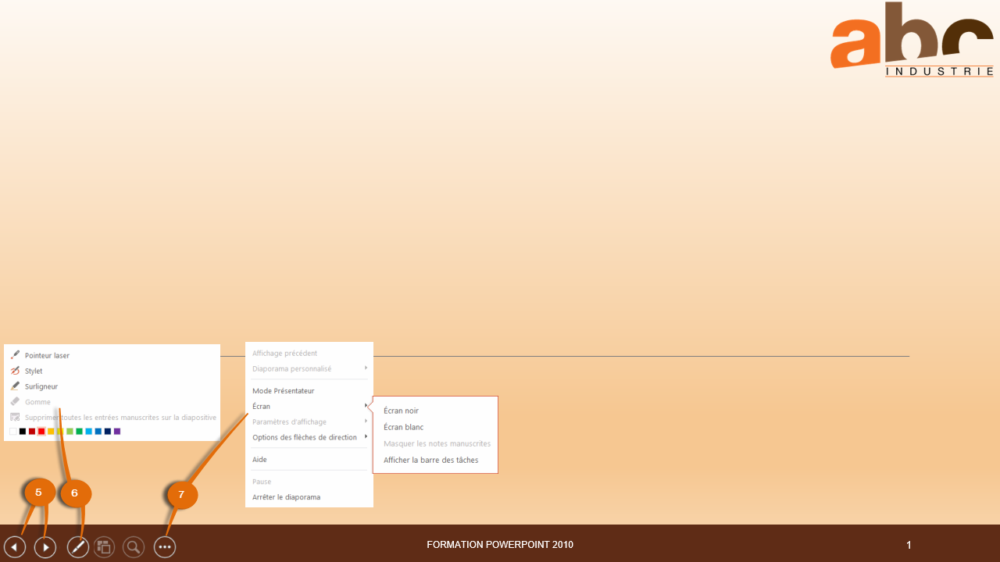 abc
INDUSTRIE
Pointeur laser
Stylet
Surligneur
Gomme
Supprimer toutes les entrées manuscrites sur la diapositive
Affichage précédent
Diaporama personnalisé
Mode Présentateur
Écran
Paramètres d'affichage
Options des flèches de direction
Aide
Pause
Arrêter le diaporama
Écran noir
Écran blanc
Masquer les notes manuscrites
Afficher la barre des tâches
5
6
7
FORMATION POWERPOINT 2010
1